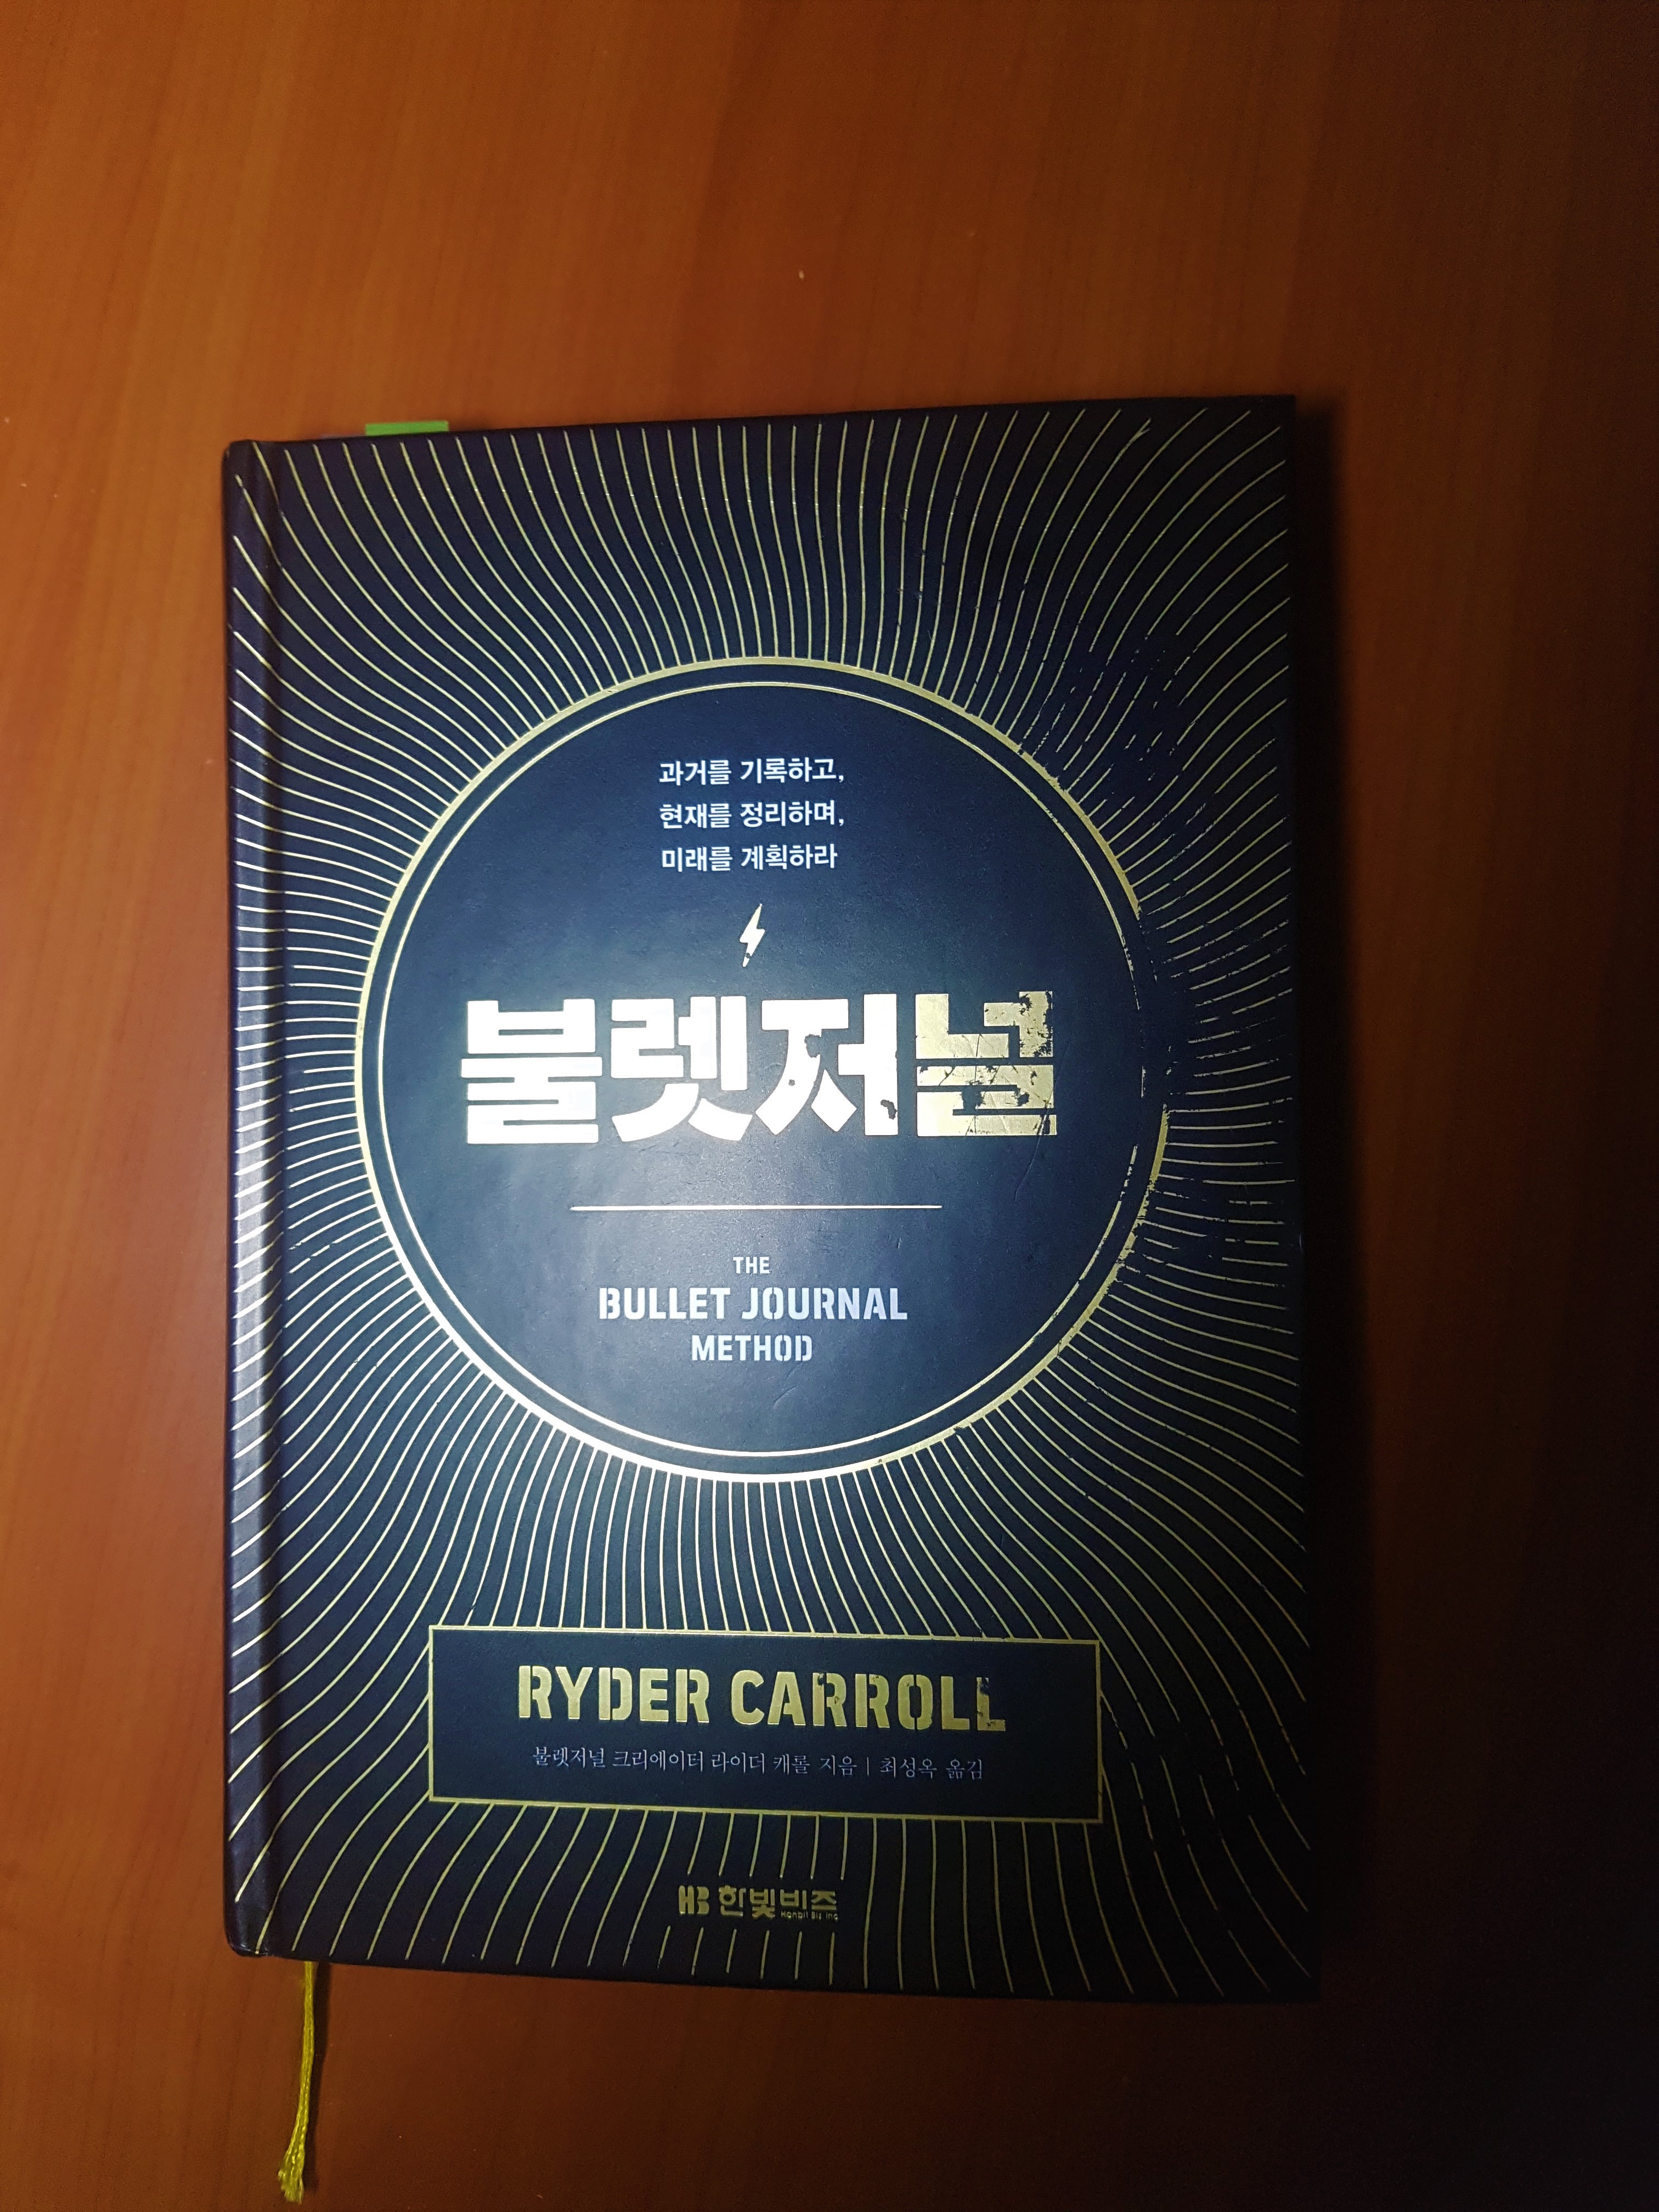 과거를 기록하고,
현재를 정리하며,
미래를 계획하라
불렛저널
THE
BULLET JOURNAL
METHOD
RYDER CARROLL
불렛저널 크리에이터 라이더 캐롤 지음 | 최성옥 옮김
HB 한빛비즈
Hanbit Biz, Inc.